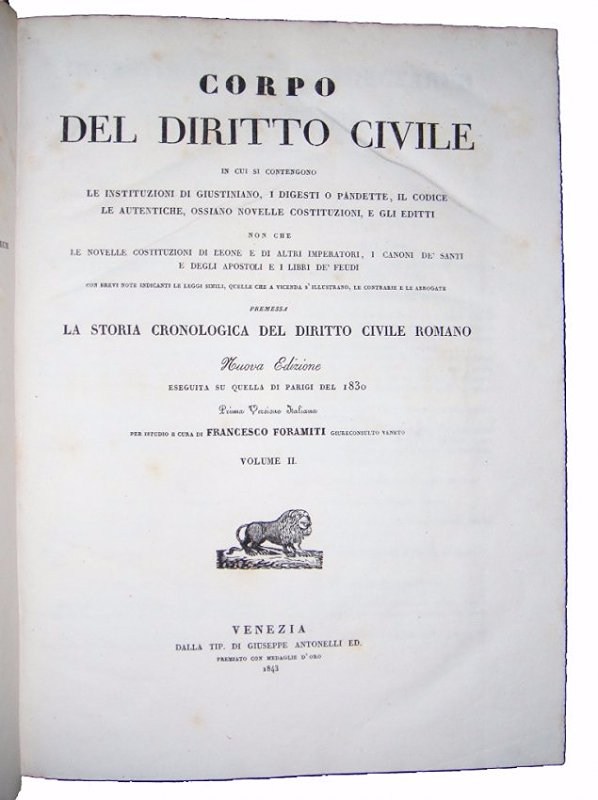 CORPO
DEL DIRITTO CIVILE
IN CUI SI CONTENGONO
LE INSTITUZIONI DI GIUSTINIANO, I DIGESTI O PANDETTE, IL CODICE
LE AUTENTICHE, OSSIANO NOVELLE COSTITUZIONI, E GLI EDITTI
NON CHE
LE NOVELLE COSTITUZIONI DI LEONE E DI ALTRI IMPERATORI, I CANONI DE' SANTI
E DEGLI APOSTOLI E I LIBRI DE' FEUDI
CON BREVI NOTE INDICANTI LE LEGGI SIMILI, QUELLE CHE A VICENDA S'ILLUSTRANO, LE CONTRARIE E LE ABROGATE
PREMESSA
LA STORIA CRONOLOGICA DEL DIRITTO CIVILE ROMANO
Nuova Edizione
ESEGUITA SU QUELLA DI PARIGI DEL 1830
Prima Versione Italiana
PER ISTUDIO E CURA DI FRANCESCO FORAMITI GIURECONSULTO VENETO
VOLUME II.
VENEZIA
DALLA TIP. DI GIUSEPPE ANTONELLI ED.
PREMIATO CON MEDAGLIE D'ORO
1843